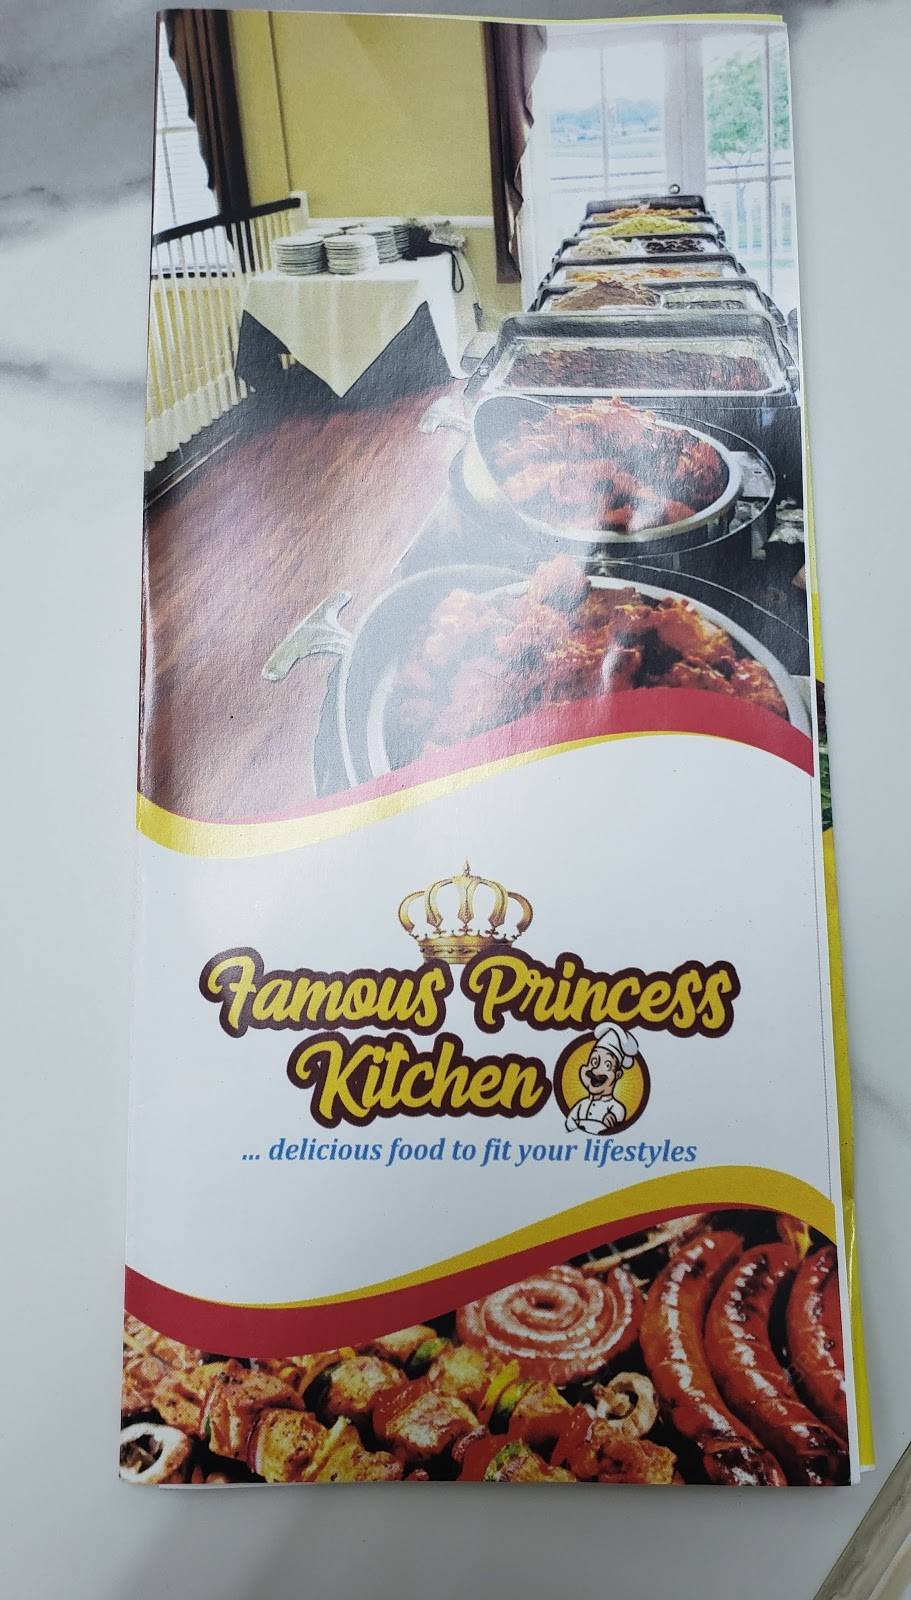 Famous Princess
Kitchen
... delicious food to fit your lifestyles